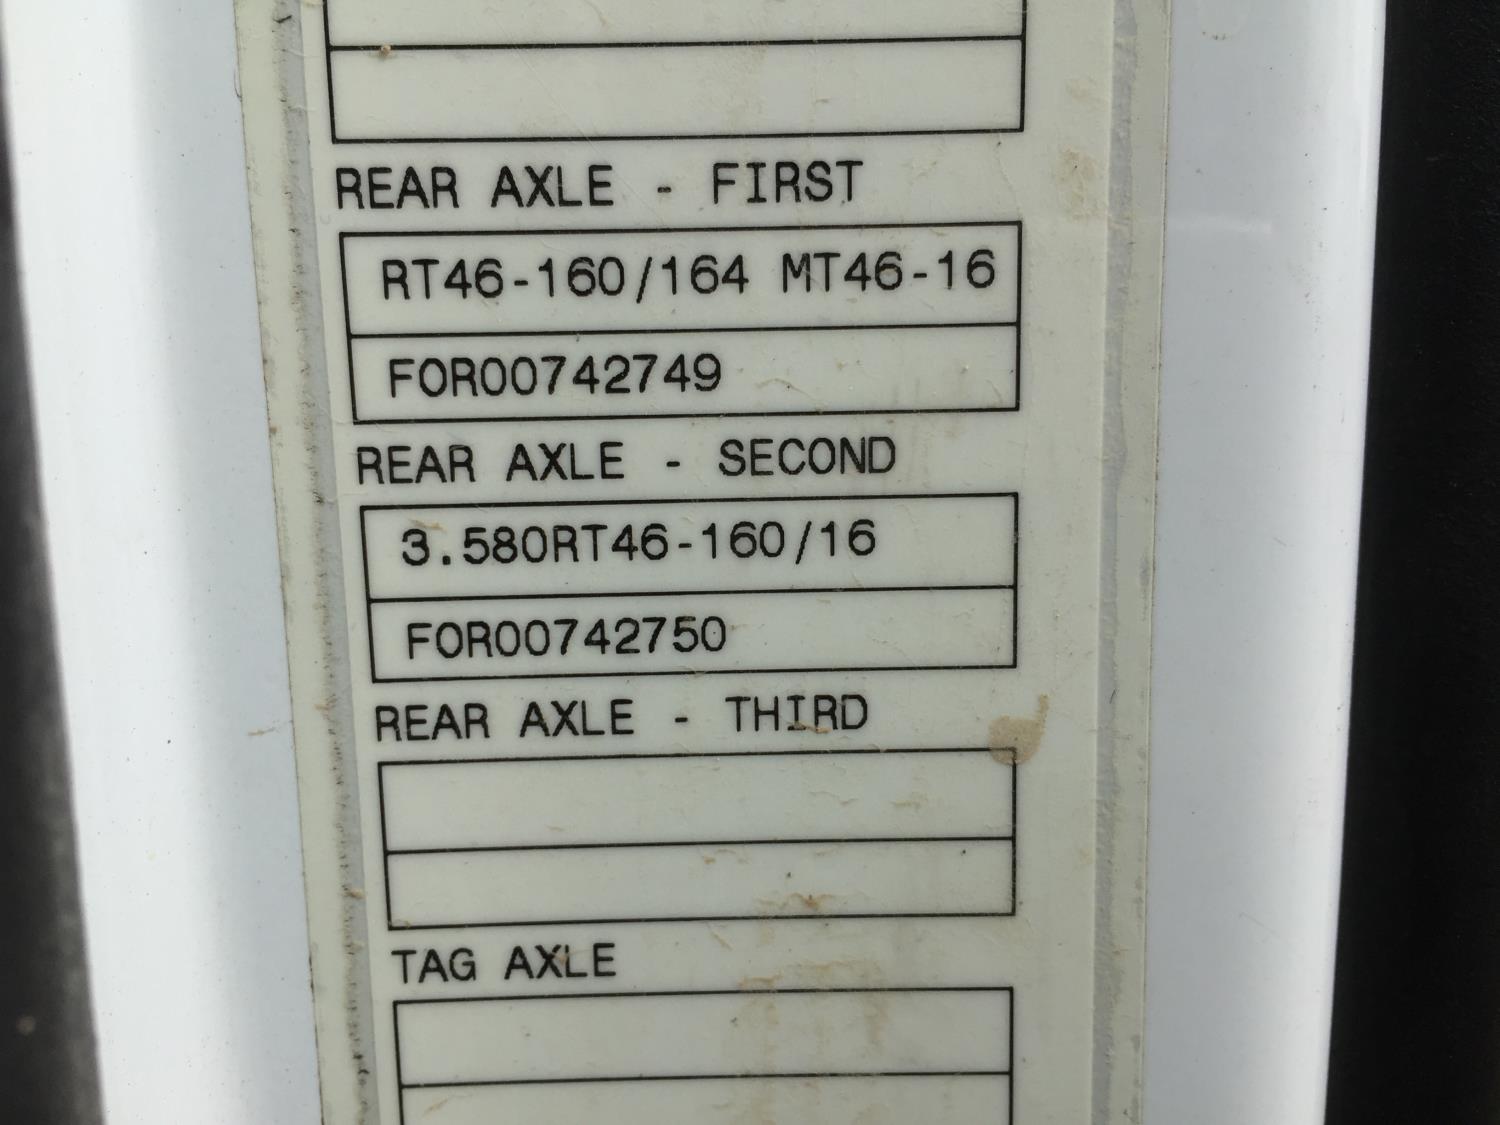 REAR AXLE - FIRST
RT46-160/164 MT46-16
FOR00742749
REAR AXLE - SECOND
3.580RT46-160/16
FOR00742750
REAR AXLE - THIRD
TAG AXLE